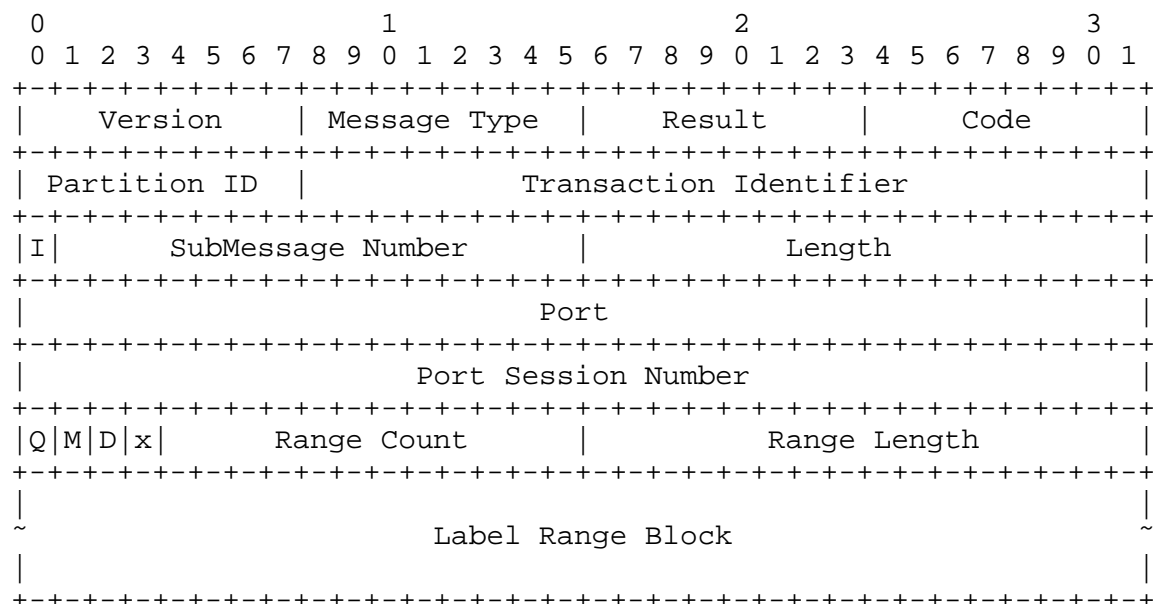 0                   1                   2                   3
 0 1 2 3 4 5 6 7 8 9 0 1 2 3 4 5 6 7 8 9 0 1 2 3 4 5 6 7 8 9 0 1
+-+-+-+-+-+-+-+-+-+-+-+-+-+-+-+-+-+-+-+-+-+-+-+-+-+-+-+-+-+-+-+-+
|    Version    | Message Type  |    Result     |     Code      |
+-+-+-+-+-+-+-+-+-+-+-+-+-+-+-+-+-+-+-+-+-+-+-+-+-+-+-+-+-+-+-+-+
| Partition ID  |            Transaction Identifier             |
+-+-+-+-+-+-+-+-+-+-+-+-+-+-+-+-+-+-+-+-+-+-+-+-+-+-+-+-+-+-+-+-+
|I|      SubMessage Number      |           Length              |
+-+-+-+-+-+-+-+-+-+-+-+-+-+-+-+-+-+-+-+-+-+-+-+-+-+-+-+-+-+-+-+-+
|                             Port                              |
+-+-+-+-+-+-+-+-+-+-+-+-+-+-+-+-+-+-+-+-+-+-+-+-+-+-+-+-+-+-+-+-+
|                      Port Session Number                      |
+-+-+-+-+-+-+-+-+-+-+-+-+-+-+-+-+-+-+-+-+-+-+-+-+-+-+-+-+-+-+-+-+
|Q|M|D|x|      Range Count      |          Range Length         |
+-+-+-+-+-+-+-+-+-+-+-+-+-+-+-+-+-+-+-+-+-+-+-+-+-+-+-+-+-+-+-+-+
|                                                               |
~                       Label Range Block                       ~
|                                                               |
+-+-+-+-+-+-+-+-+-+-+-+-+-+-+-+-+-+-+-+-+-+-+-+-+-+-+-+-+-+-+-+-+